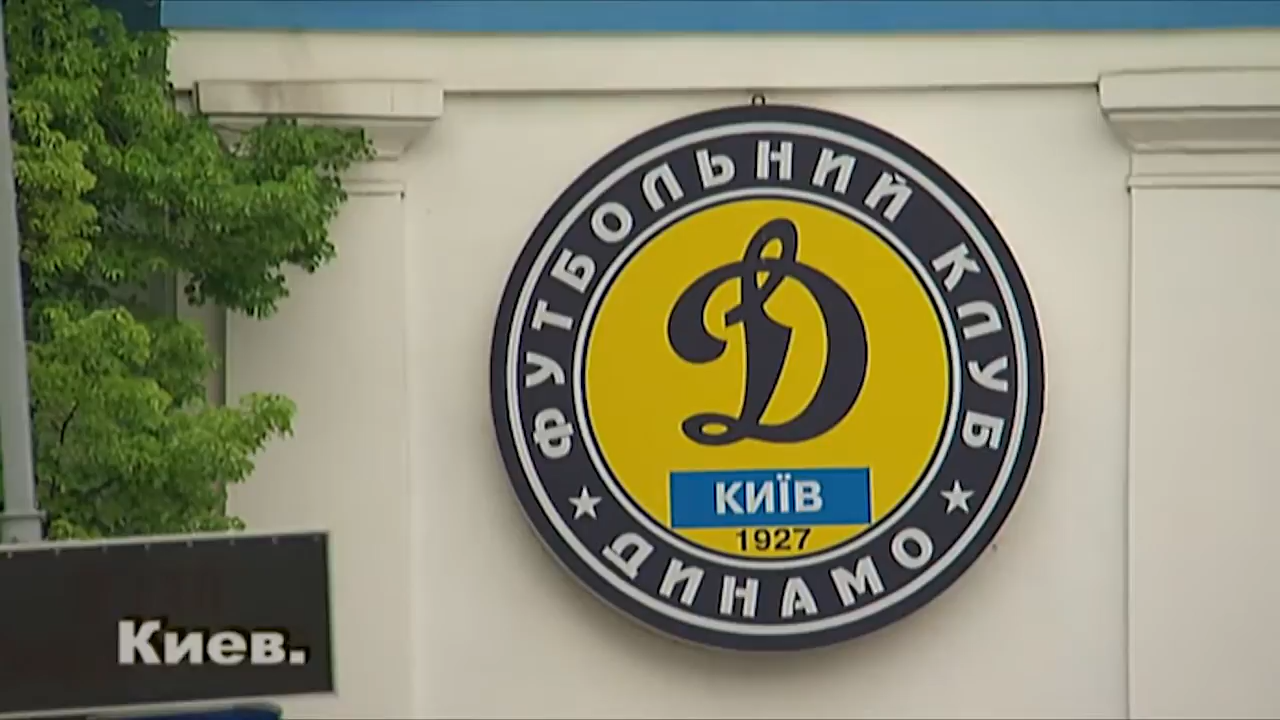 ФУТБОЛЬНИЙ КЛУБ
Д
КИЇВ
1927
ДИНАМО
Киев.